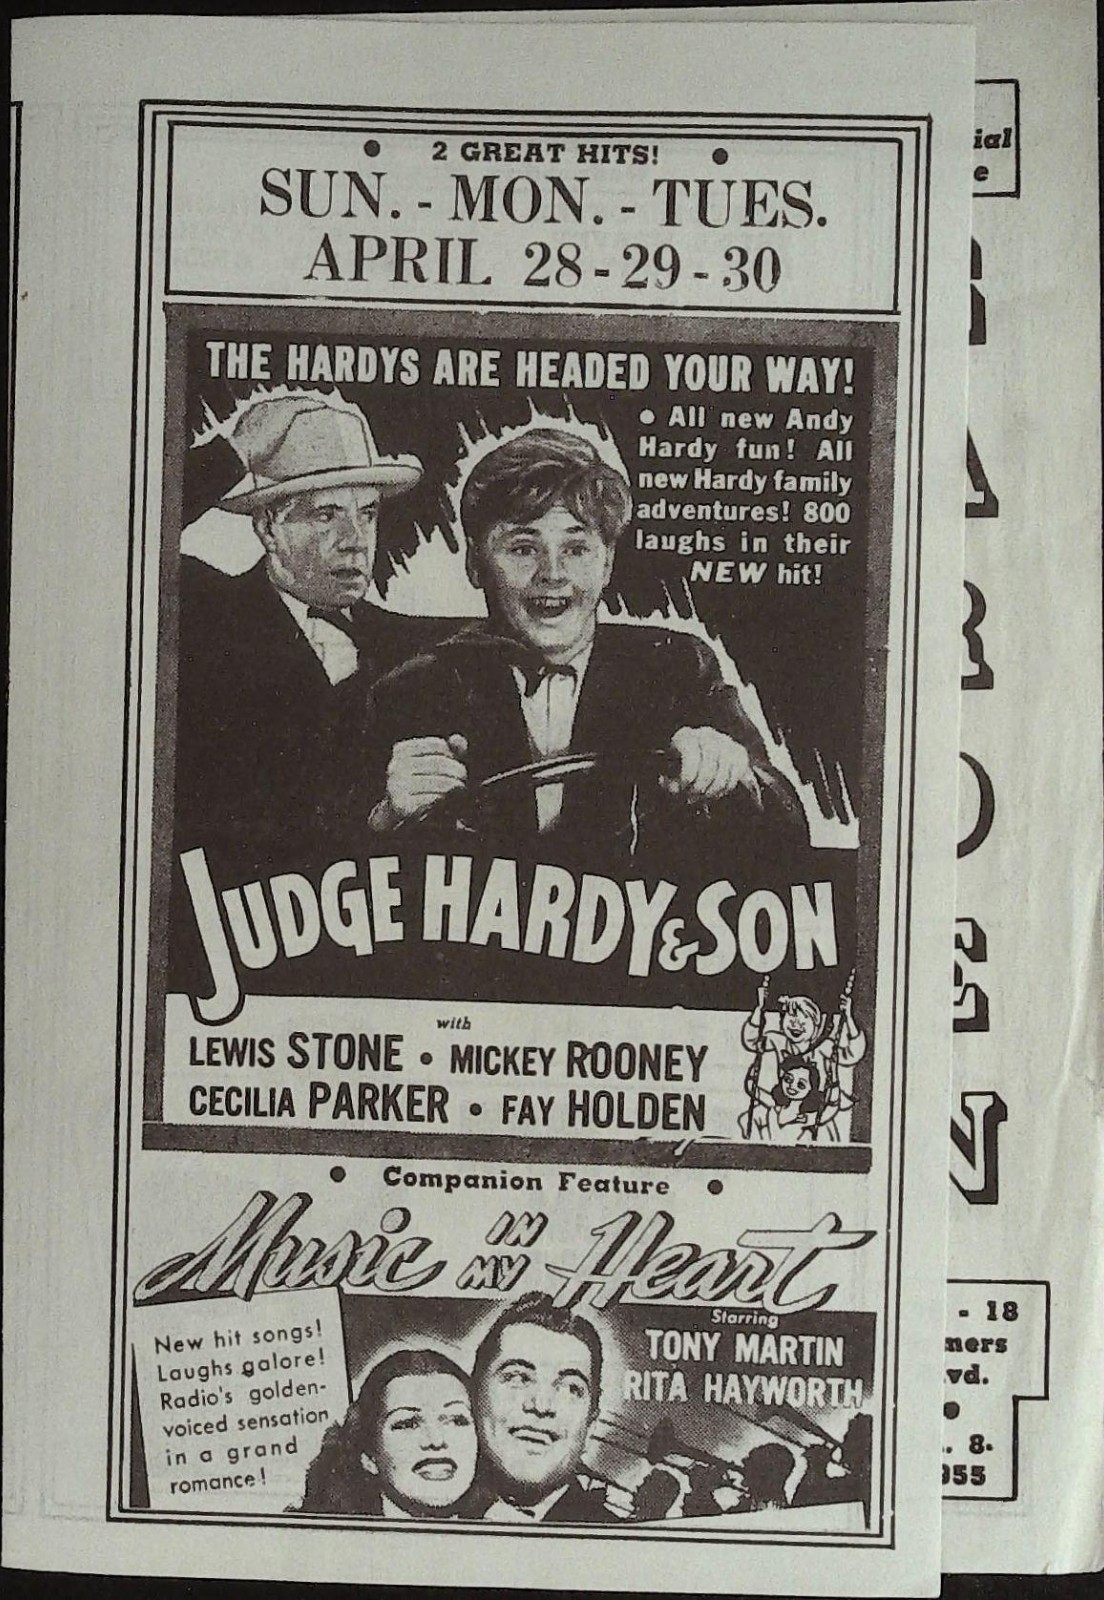 • 2 GREAT HITS! •
SUN. - MON. - TUES.
APRIL 28 - 29 - 30
THE HARDYS ARE HEADED YOUR WAY!
• All new Andy
Hardy fun! All
new Hardy family
adventures! 800
laughs in their
NEW hit!
JUDGE HARDY & SON
with
LEWIS STONE • MICKEY ROONEY
CECILIA PARKER • FAY HOLDEN
• Companion Feature •
Music IN MY Heart
Starring
TONY MARTIN
RITA HAYWORTH
New hit songs!
Laughs galore!
Radio's golden-
voiced sensation
in a grand
romance!
- 18
vd.
. 8.